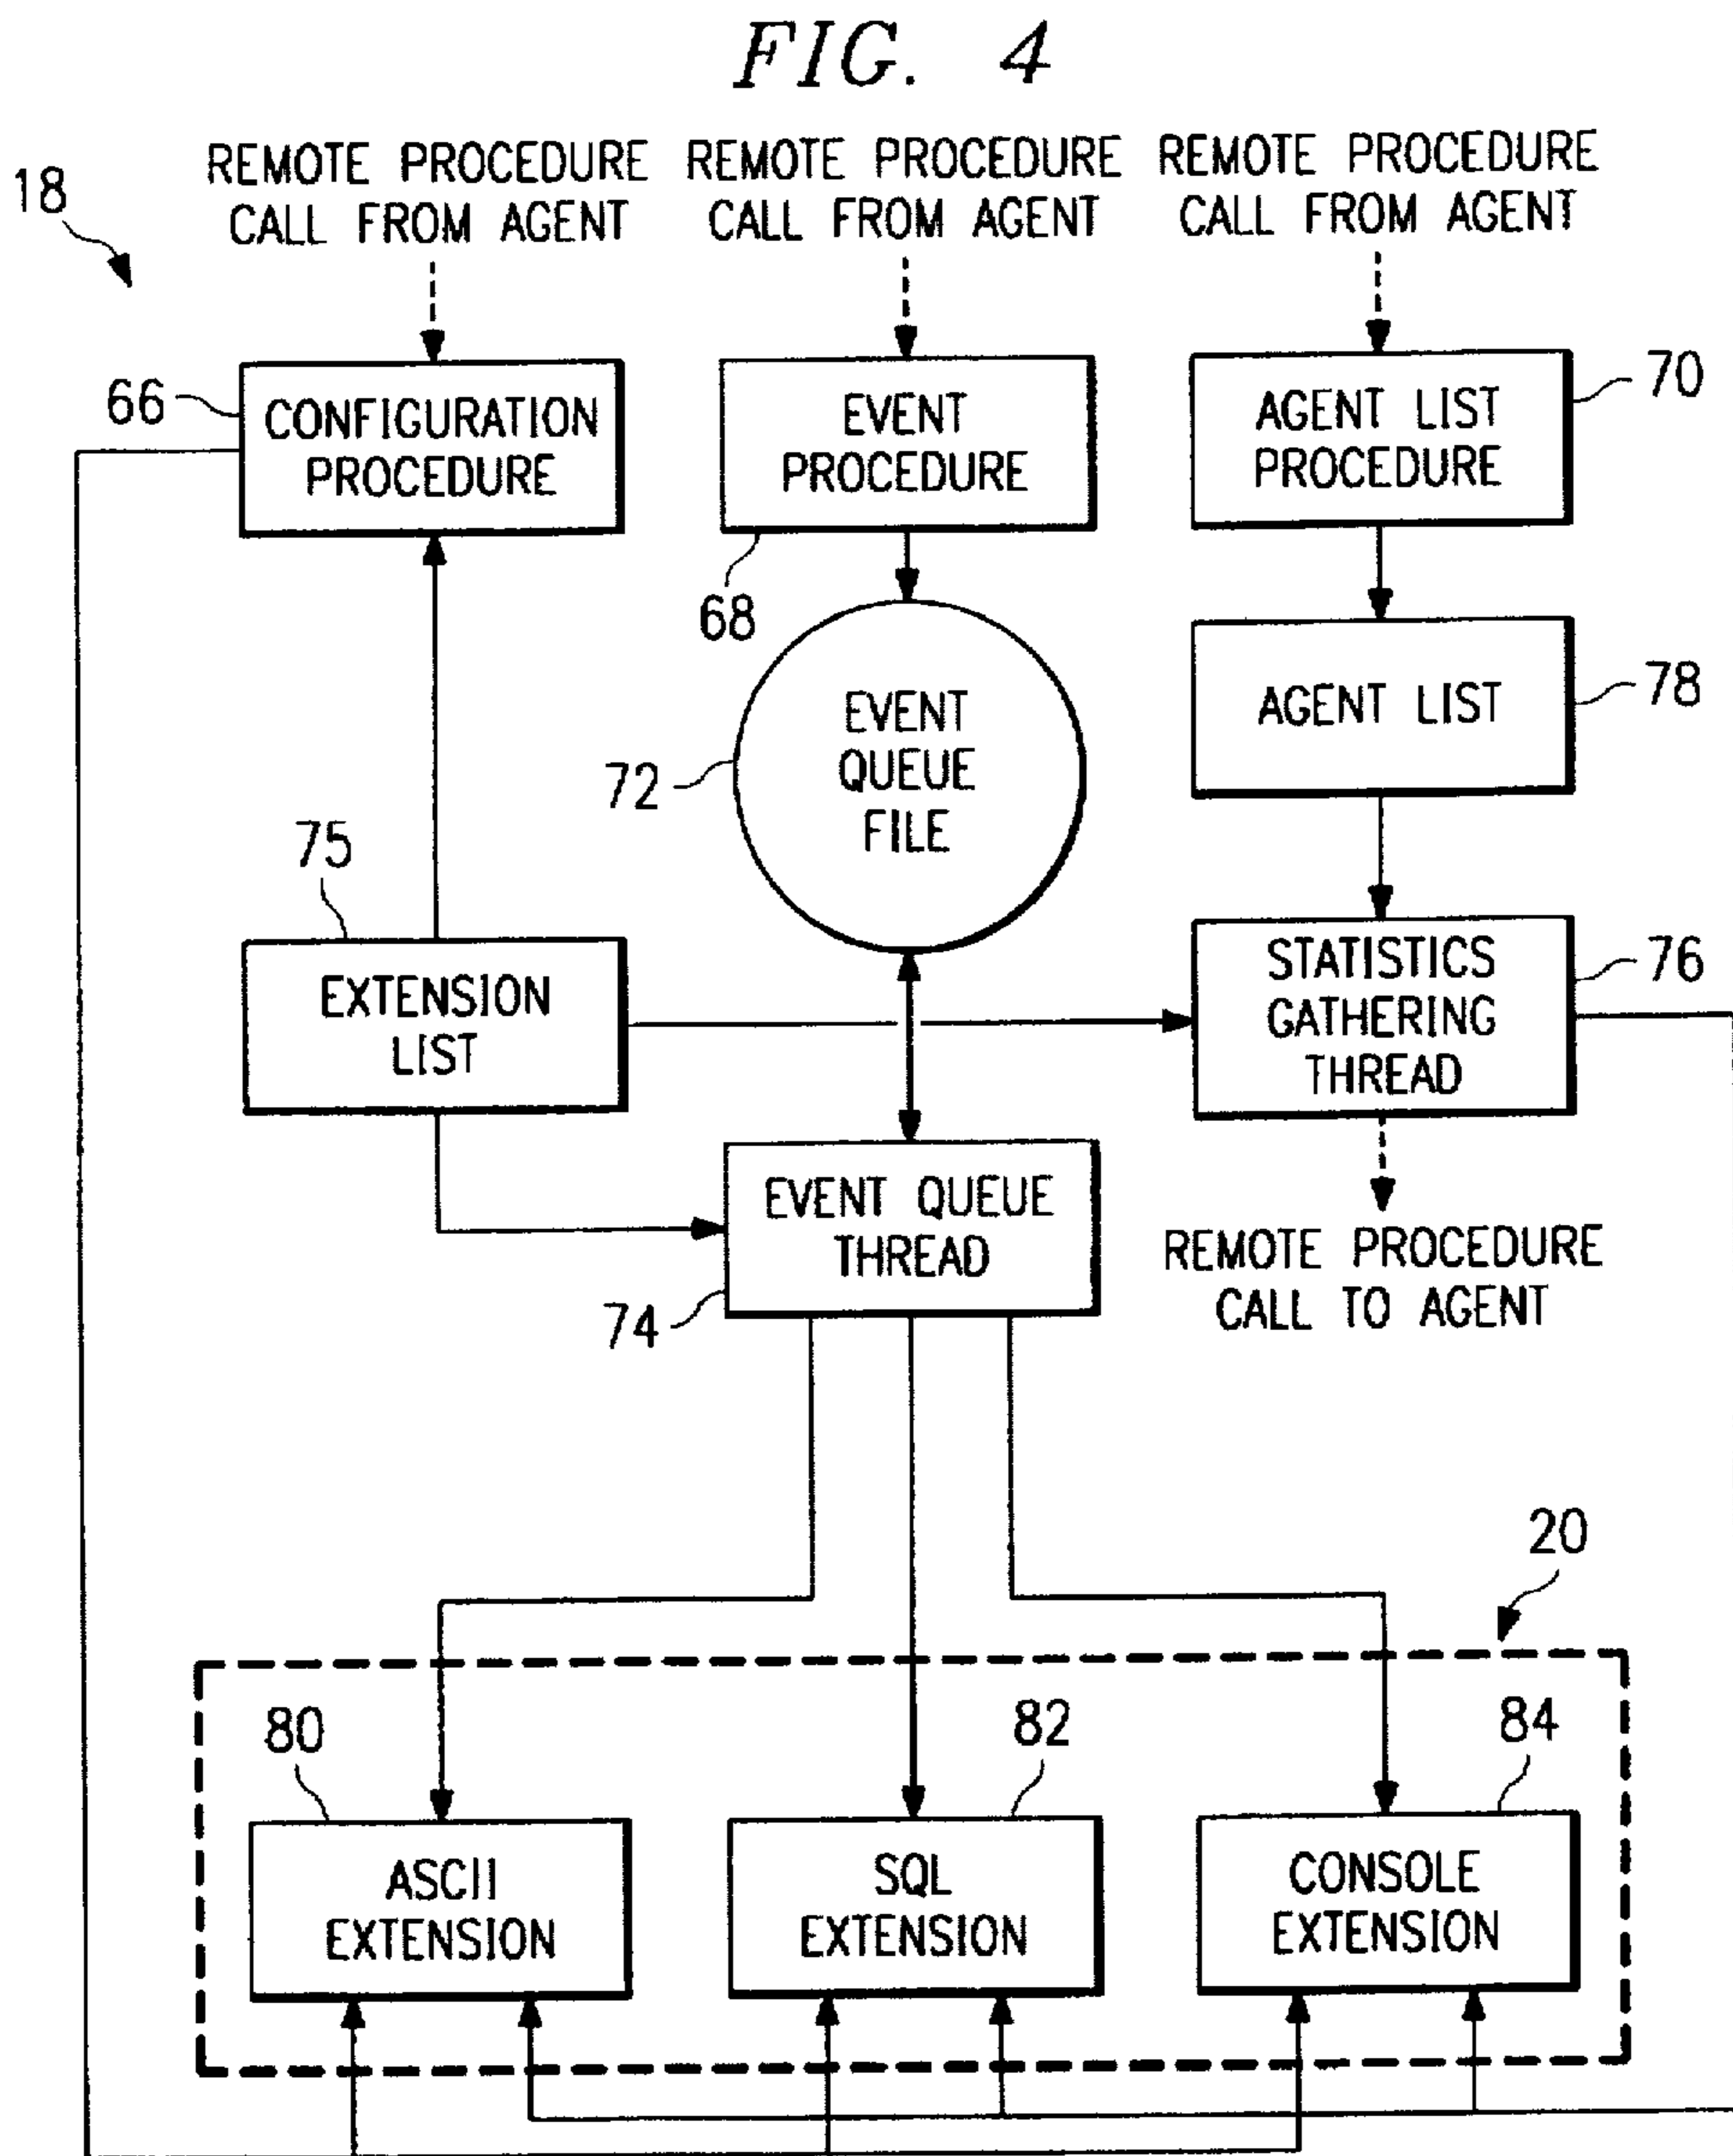 FIG. 4
REMOTE PROCEDURE
CALL FROM AGENT
REMOTE PROCEDURE
CALL FROM AGENT
REMOTE PROCEDURE
CALL FROM AGENT
18
66
CONFIGURATION
PROCEDURE
EVENT
PROCEDURE
68
AGENT LIST
PROCEDURE
70
EVENT
QUEUE
FILE
72
AGENT LIST
78
75
EXTENSION
LIST
STATISTICS
GATHERING
THREAD
76
EVENT QUEUE
THREAD
74
REMOTE PROCEDURE
CALL TO AGENT
20
80
ASCII
EXTENSION
82
SQL
EXTENSION
84
CONSOLE
EXTENSION